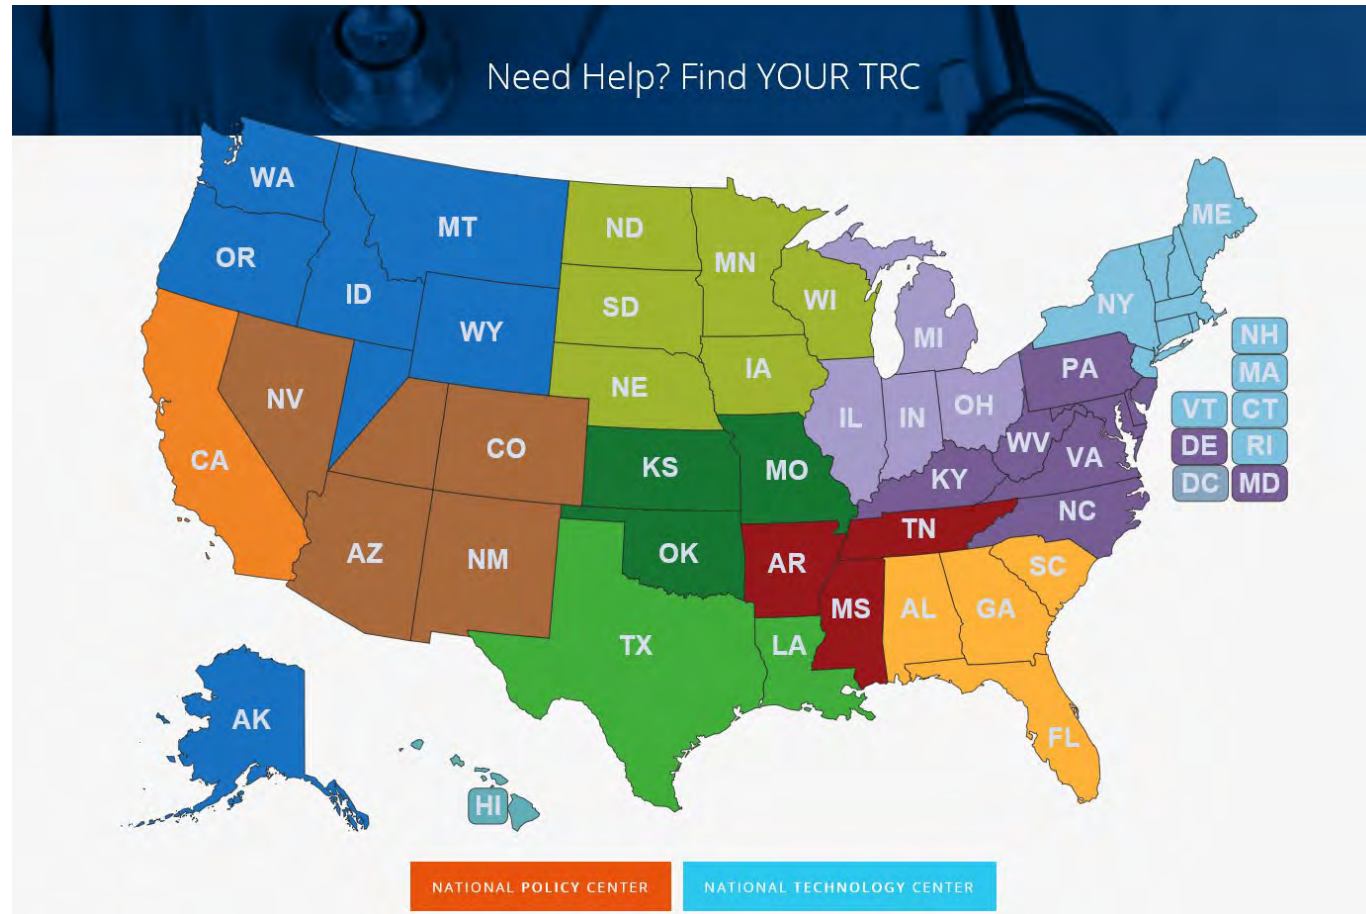 Need Help? Find YOUR TRC
WA
MT
ND
MN
ME
OR
ID
SD
WI
NY
WY
MI
NH
NE
IA
PA
MA
NV
IL
IN
OH
VT
CT
CO
WV
VA
DE
RI
CA
KS
MO
KY
DC
MD
AZ
NM
OK
AR
TN
NC
SC
TX
LA
MS
AL
GA
AK
FL
HI
NATIONAL POLICY CENTER
NATIONAL TECHNOLOGY CENTER